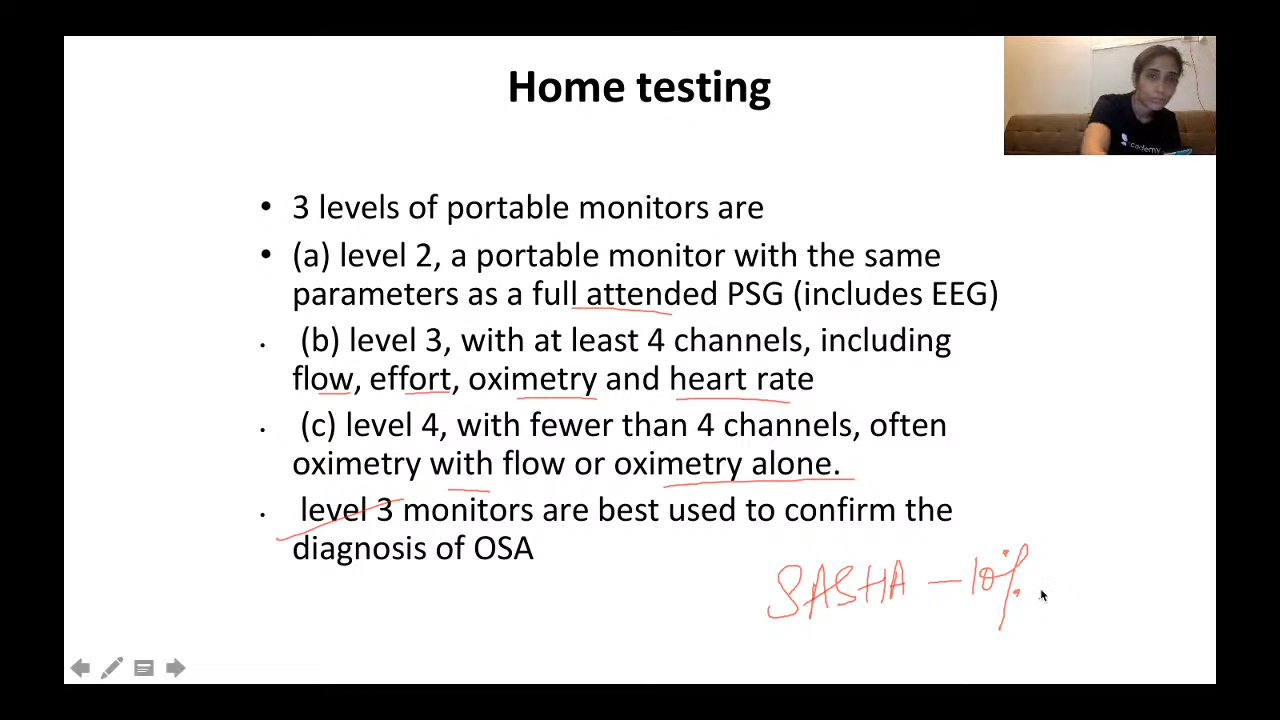 Home testing
• 3 levels of portable monitors are
• (a) level 2, a portable monitor with the same
parameters as a full attended PSG (includes EEG)
• (b) level 3, with at least 4 channels, including
flow, effort, oximetry and heart rate
• (c) level 4, with fewer than 4 channels, often
oximetry with flow or oximetry alone.
• level 3 monitors are best used to confirm the
diagnosis of OSA
SASHA – 10%